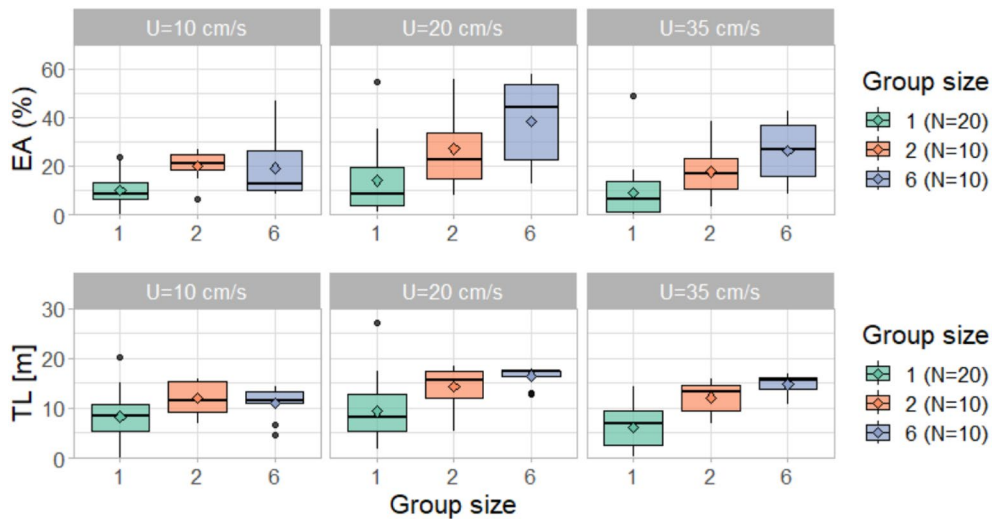 U=10 cm/s U=20 cm/s U=35 cm/s
EA (%)
60
40
20
0
1 2 6 1 2 6 1 2 6
Group size
1 (N=20)
2 (N=10)
6 (N=10)
U=10 cm/s U=20 cm/s U=35 cm/s
TL [m]
30
20
10
0
1 2 6 1 2 6 1 2 6
Group size
Group size
1 (N=20)
2 (N=10)
6 (N=10)